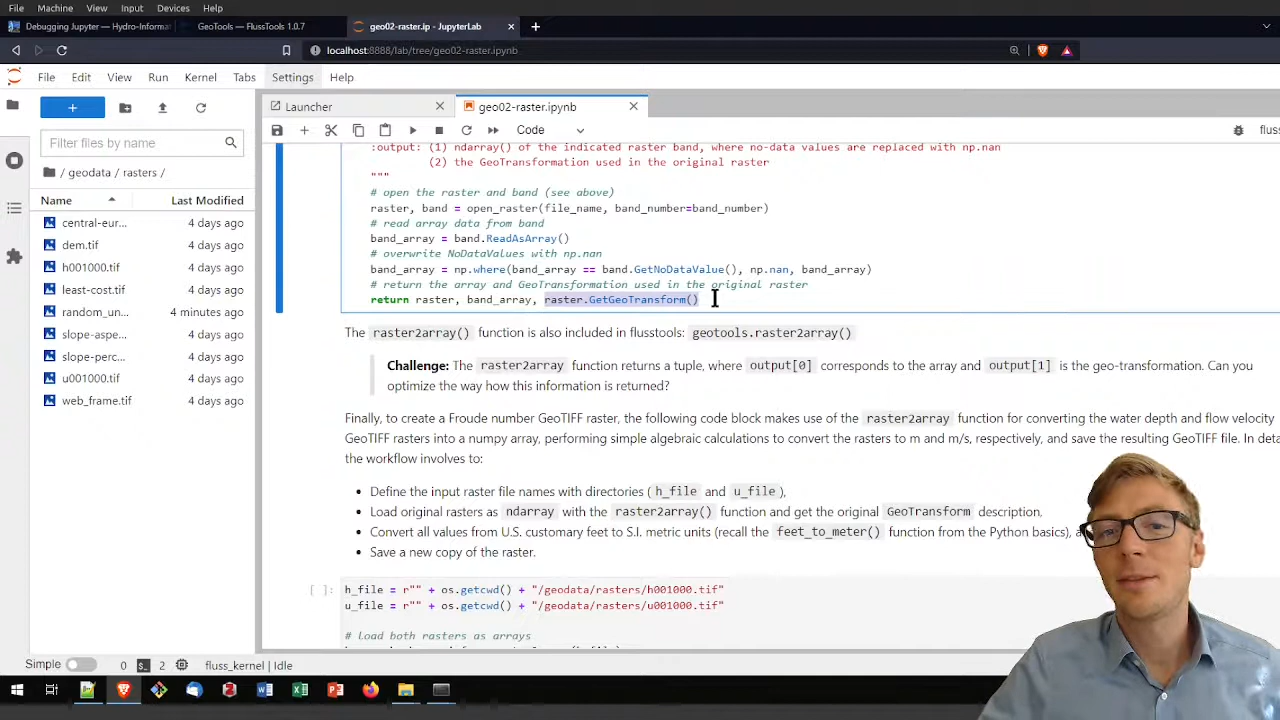 File View Input Devices Help
Debugging Jupyter — Hydro-Informat
GeoTools — FlussTools 1.0.7
geo02-raster.ip - JupyterLab
localhost:8888/lab/tree/geo02-raster.ipynb
File Edit View Run Kernel Tabs Settings Help
Launcher
geo02-raster.ipynb
Code
fluss
Filter files by name
/ geodata / rasters /
Name Last Modified
central-eur... 4 days ago
dem.tif 4 days ago
h001000.tif 4 days ago
least-cost.tif 4 days ago
random_un... 4 minutes ago
slope-aspe... 4 days ago
slope-perc... 4 days ago
u001000.tif 4 days ago
web_frame.tif 4 days ago
:output: (1) ndarray() of the indicated raster band, where no-data values are replaced with np.nan
(2) the GeoTransformation used in the original raster
"""
# open the raster and band (see above)
raster, band = open_raster(file_name, band_number=band_number)
# read array data from band
band_array = band.ReadAsArray()
# overwrite NoDataValues with np.nan
band_array = np.where(band_array == band.GetNoDataValue(), np.nan, band_array)
# return the array and GeoTransformation used in the original raster
return raster, band_array, raster.GetGeoTransform()
The raster2array() function is also included in flusstools: geotools.raster2array()
Challenge: The raster2array function returns a tuple, where output[0] corresponds to the array and output[1] is the geo-transformation. Can you
optimize the way how this information is returned?
Finally, to create a Froude number GeoTIFF raster, the following code block makes use of the raster2array function for converting the water depth and flow velocity
GeoTIFF rasters into a numpy array, performing simple algebraic calculations to convert the rasters to m and m/s, respectively, and save the resulting GeoTIFF file. In deta
the workflow involves to:
• Define the input raster file names with directories ( h_file and u_file ),
• Load original rasters as ndarray with the raster2array() function and get the original GeoTransform description,
• Convert all values from U.S. customary feet to S.I. metric units (recall the feet_to_meter() function from the Python basics), a
• Save a new copy of the raster.
[ ]: h_file = r"" + os.getcwd() + "/geodata/rasters/h001000.tif"
u_file = r"" + os.getcwd() + "/geodata/rasters/u001000.tif"
# load both rasters as arrays
Simple 0 2 fluss_kernel | Idle